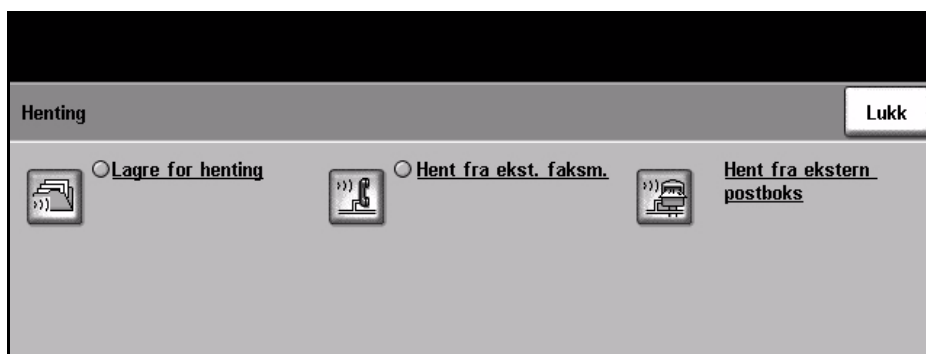 Henting
Lukk
Lagre for henting
Hent fra ekst. faksm.
Hent fra ekstern
postboks